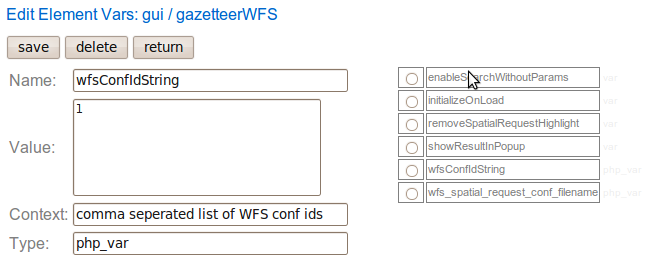 Edit Element Vars: gui / gazetteerWFS
save delete return
Name: wfsConfIdString
Value: 1
Context: comma seperated list of WFS conf ids
Type: php_var
enableSearchWithoutParams var
initializeOnLoad var
removeSpatialRequestHighlight var
showResultInPopup var
wfsConfIdString php_var
wfs_spatial_request_conf_filename php_var